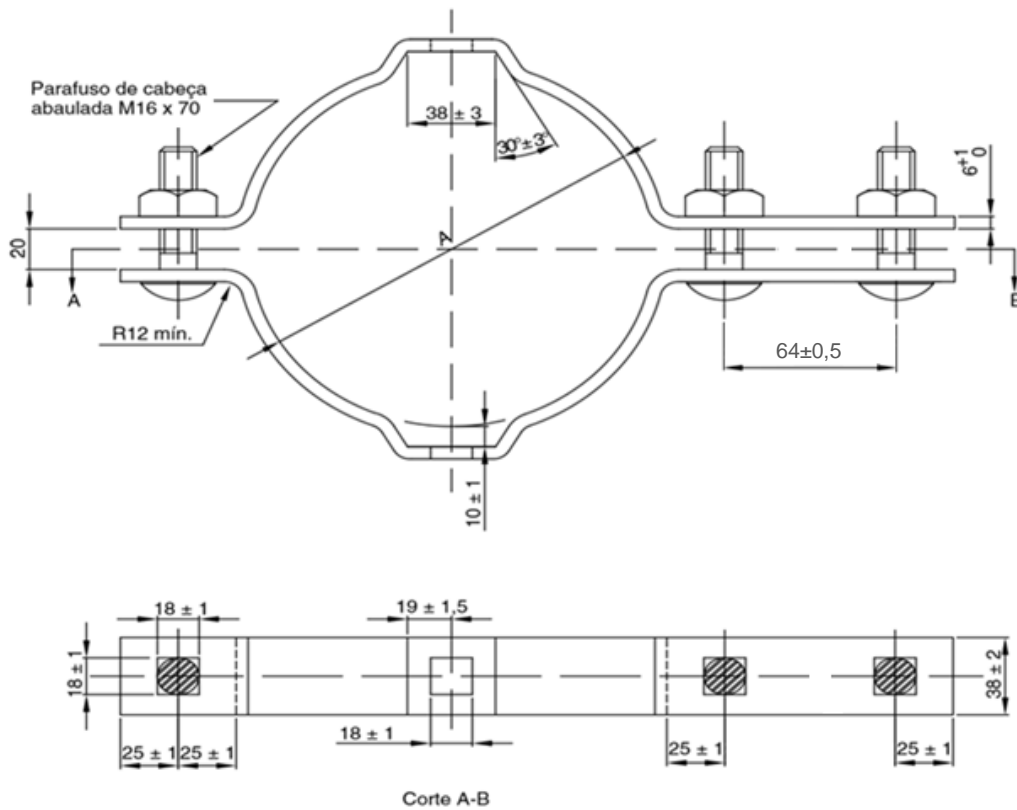 Parafuso de cabeça
abaulada M16 x 70
38 ± 3
30°± 3°
6 +1 0
20
A
A
R12 mín.
64±0,5
10 ± 1
18 ± 1
19 ± 1,5
18 ± 1
38 ± 2
18 ± 1
25 ± 1
25 ± 1
25 ± 1
25 ± 1
Corte A-B